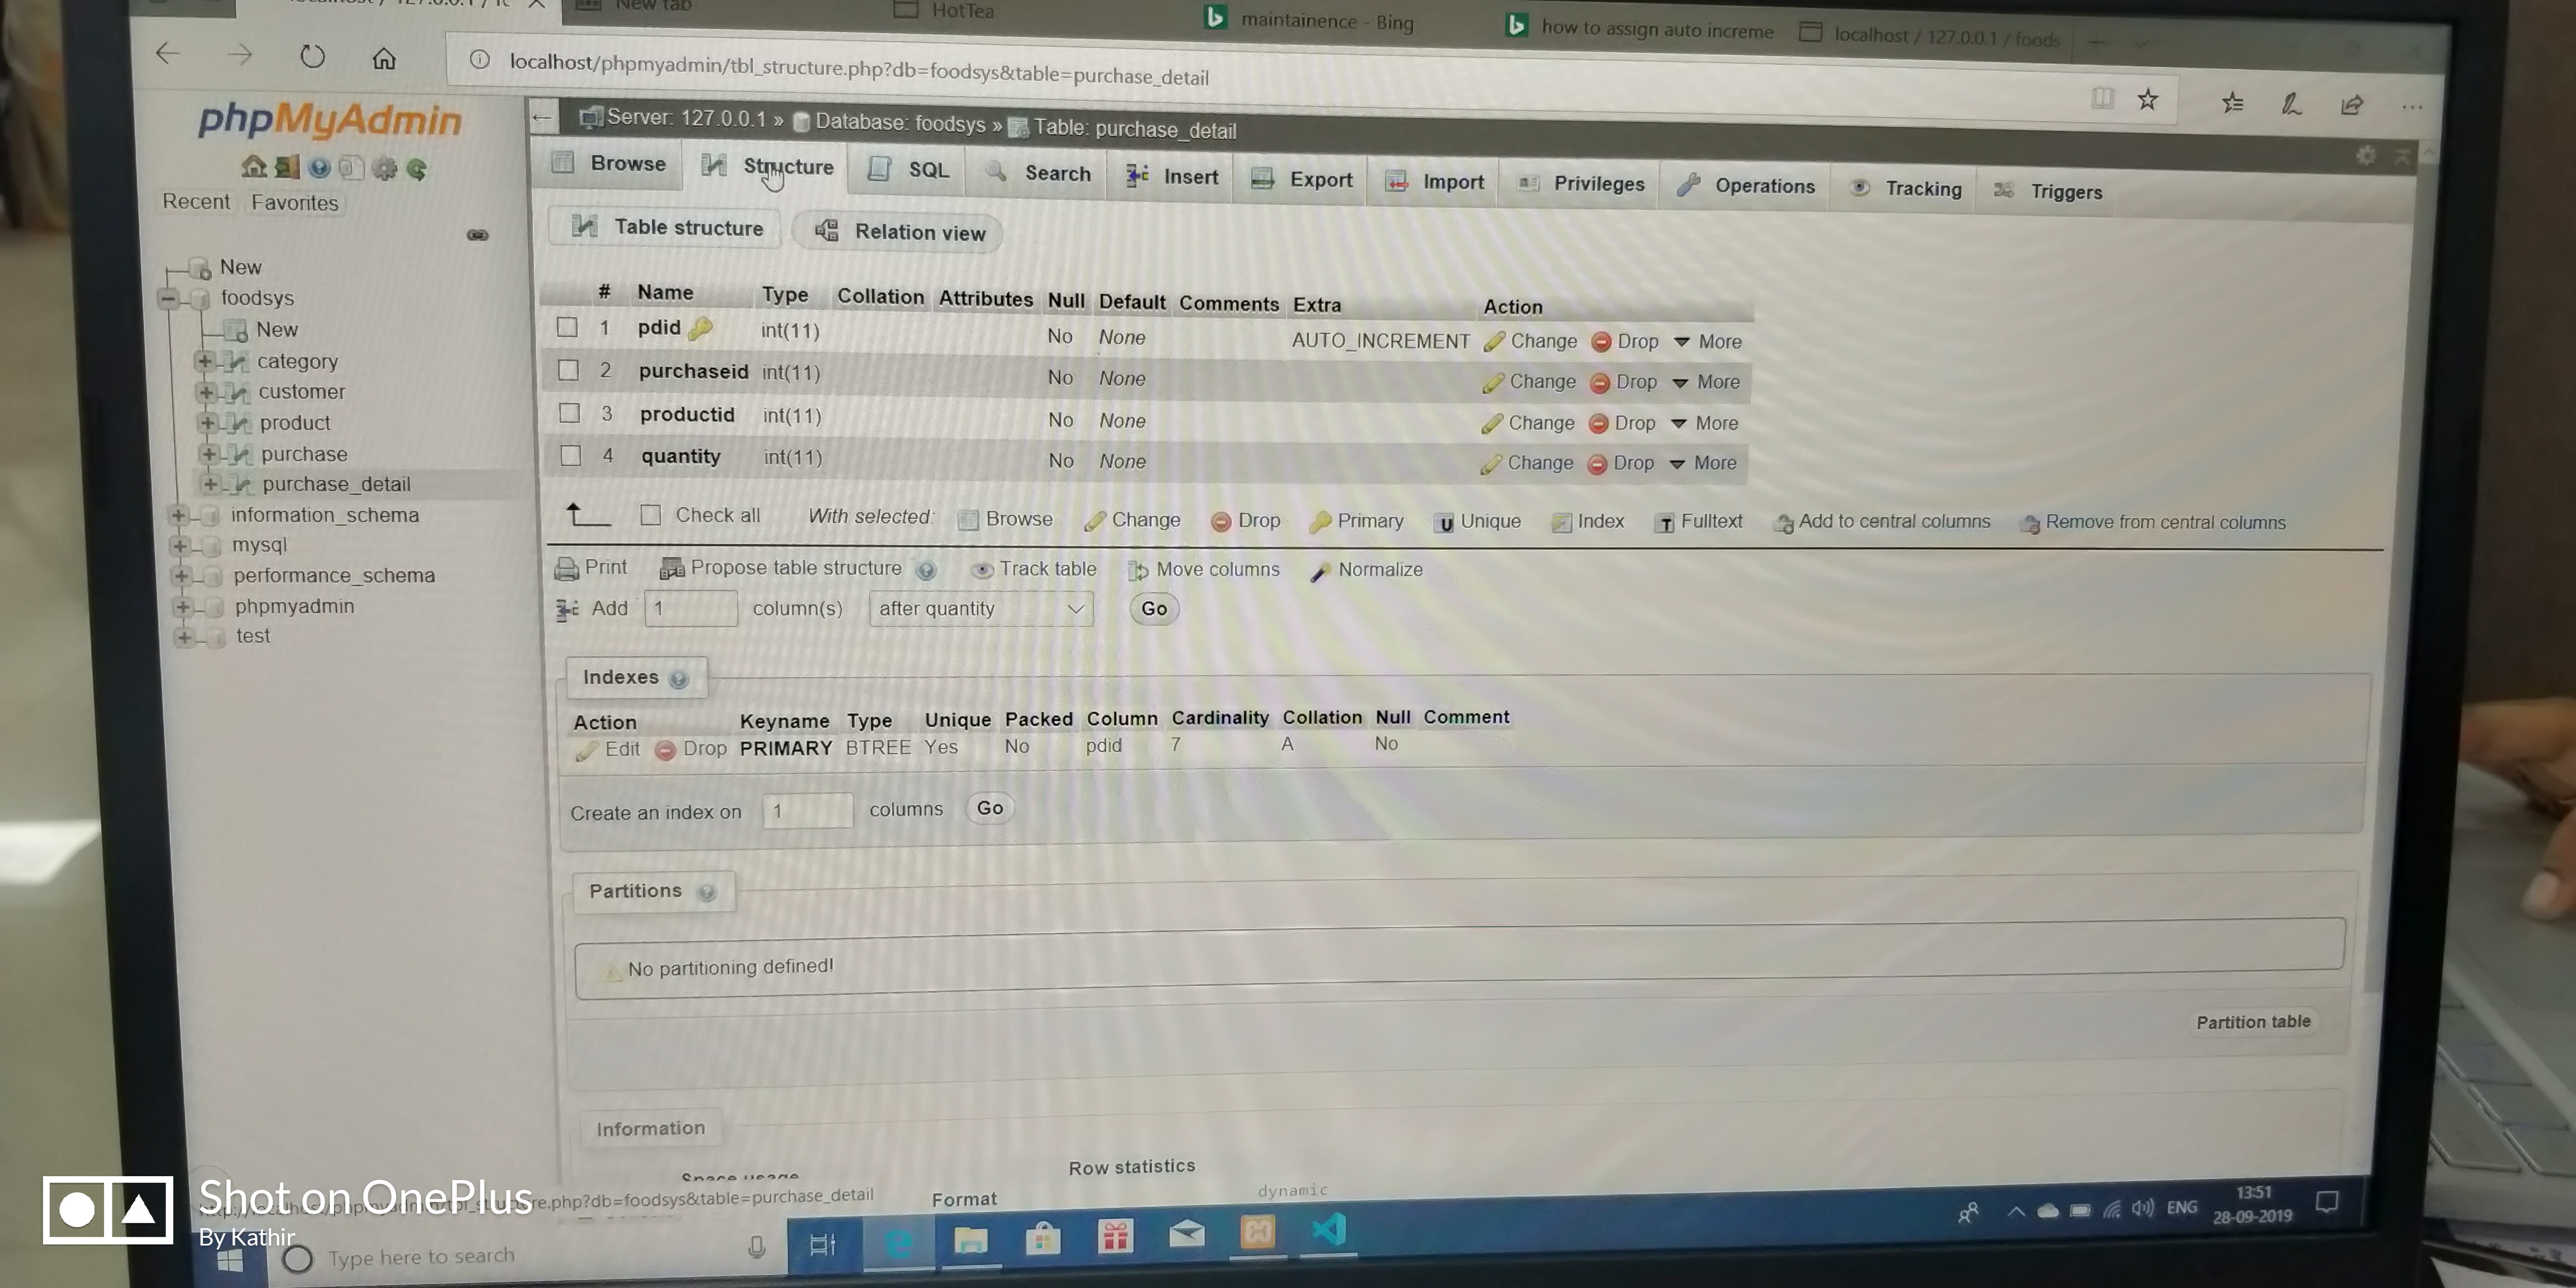 New tab
HotTea
maintainence - Bing
how to assign auto increme
localhost / 127.0.0.1 / foods
localhost/phpmyadmin/tbl_structure.php?db=foodsys&table=purchase_detail
phpMyAdmin
Recent Favorites
New
foodsys
New
category
customer
product
purchase
purchase_detail
information_schema
mysql
performance_schema
phpmyadmin
test
Server: 127.0.0.1 » Database: foodsys » Table: purchase_detail
Browse Structure SQL Search Insert Export Import Privileges Operations Tracking Triggers
Table structure Relation view
# Name Type Collation Attributes Null Default Comments Extra Action
1 pdid int(11) No None AUTO_INCREMENT Change Drop More
2 purchaseid int(11) No None Change Drop More
3 productid int(11) No None Change Drop More
4 quantity int(11) No None Change Drop More
Check all With selected: Browse Change Drop Primary Unique Index Fulltext Add to central columns Remove from central columns
Print Propose table structure Track table Move columns Normalize
Add 1 column(s) after quantity Go
Indexes
Action Keyname Type Unique Packed Column Cardinality Collation Null Comment
Edit Drop PRIMARY BTREE Yes No pdid 7 A No
Create an index on 1 columns Go
Partitions
No partitioning defined!
Partition table
Information
Space usage
Row statistics
Format dynamic
re.php?db=foodsys&table=purchase_detail
Shot on OnePlus
By Kathir
Type here to search
ENG
13:51
28-09-2019